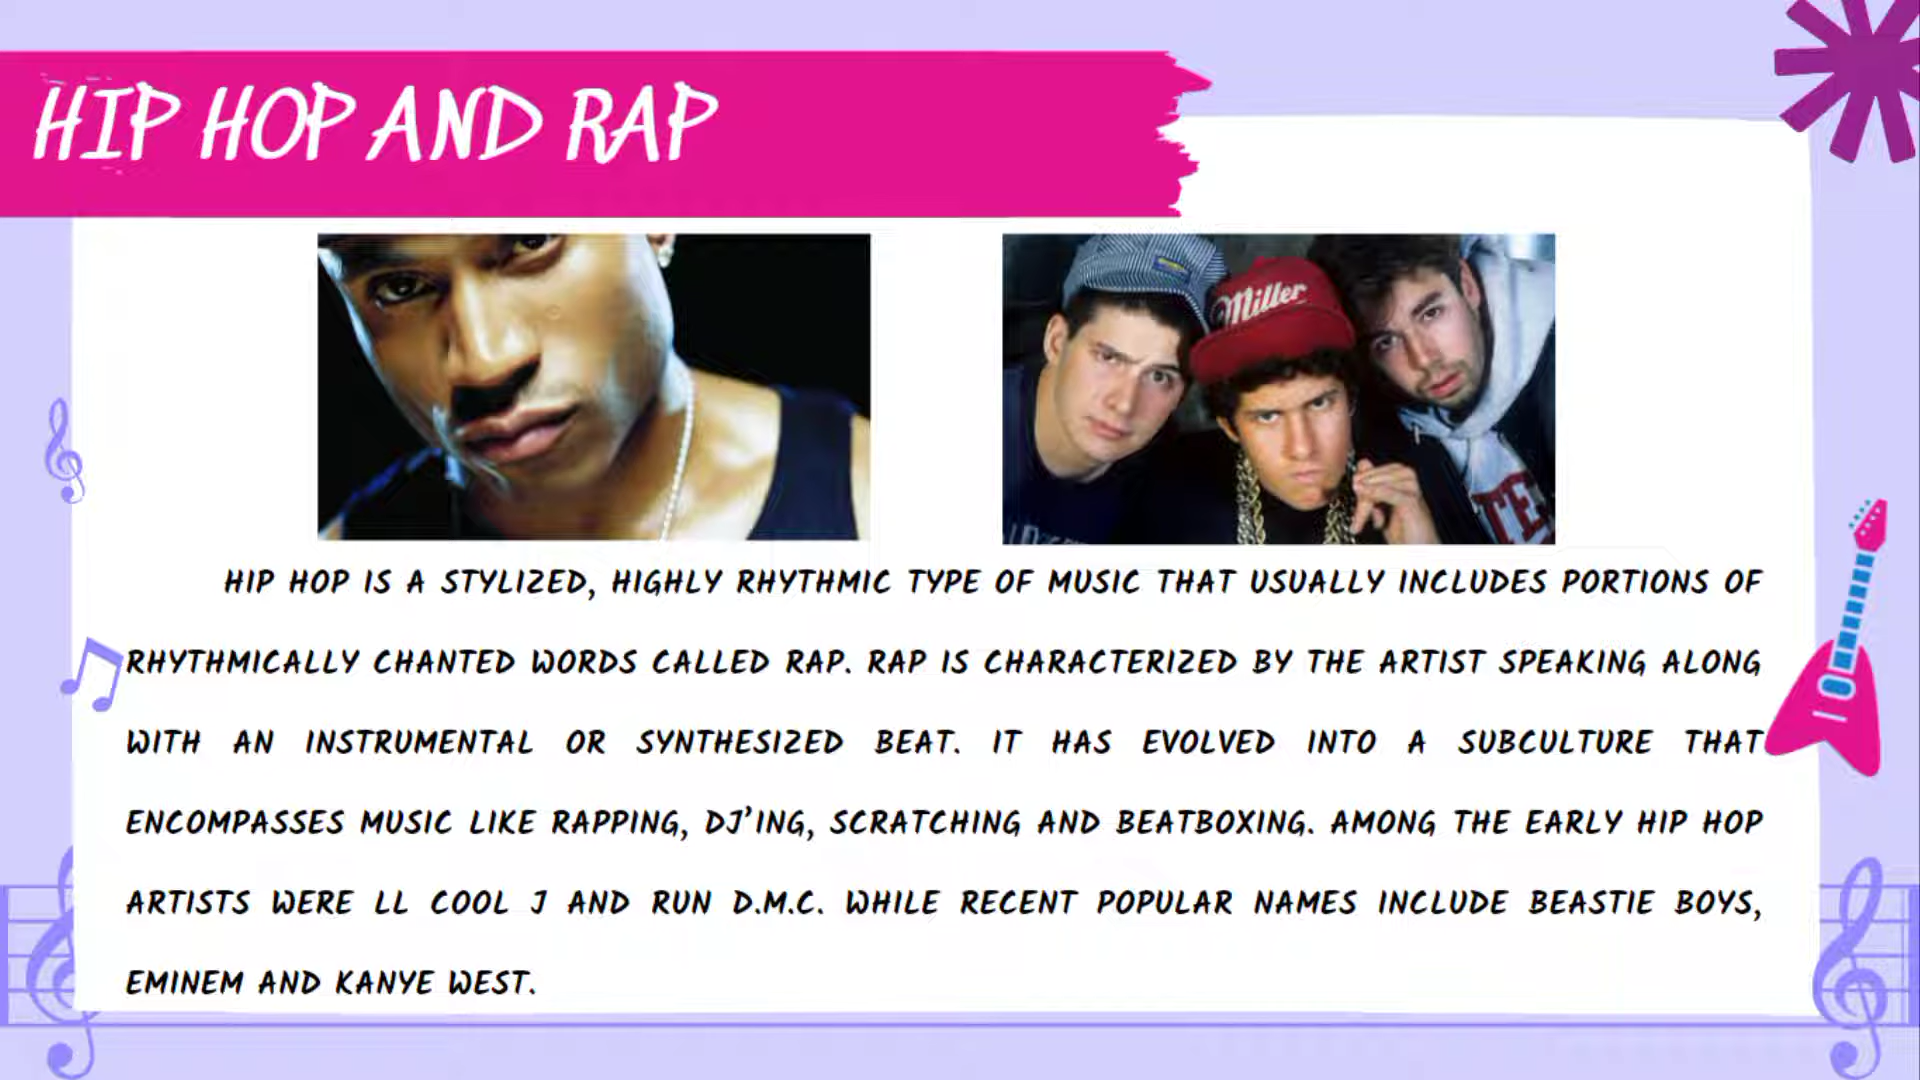 HIP HOP AND RAP
Miller
TE
HIP HOP IS A STYLIZED, HIGHLY RHYTHMIC TYPE OF MUSIC THAT USUALLY INCLUDES PORTIONS OF
RHYTHMICALLY CHANTED WORDS CALLED RAP. RAP IS CHARACTERIZED BY THE ARTIST SPEAKING ALONG
WITH AN INSTRUMENTAL OR SYNTHESIZED BEAT. IT HAS EVOLVED INTO A SUBCULTURE THAT
ENCOMPASSES MUSIC LIKE RAPPING, DJ'ING, SCRATCHING AND BEATBOXING. AMONG THE EARLY HIP HOP
ARTISTS WERE LL COOL J AND RUN D.M.C. WHILE RECENT POPULAR NAMES INCLUDE BEASTIE BOYS,
EMINEM AND KANYE WEST.